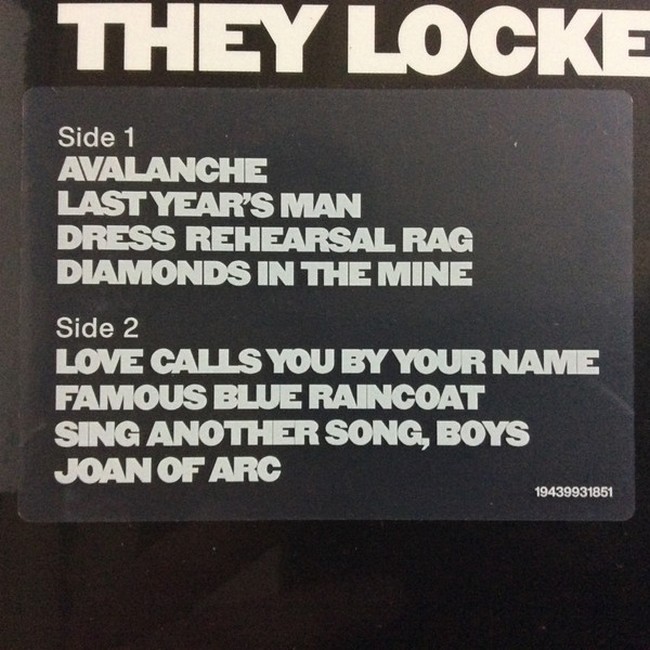 THEY LOCKE
Side 1
AVALANCHE
LAST YEAR'S MAN
DRESS REHEARSAL RAG
DIAMONDS IN THE MINE
Side 2
LOVE CALLS YOU BY YOUR NAME
FAMOUS BLUE RAINCOAT
SING ANOTHER SONG, BOYS
JOAN OF ARC
19439931851